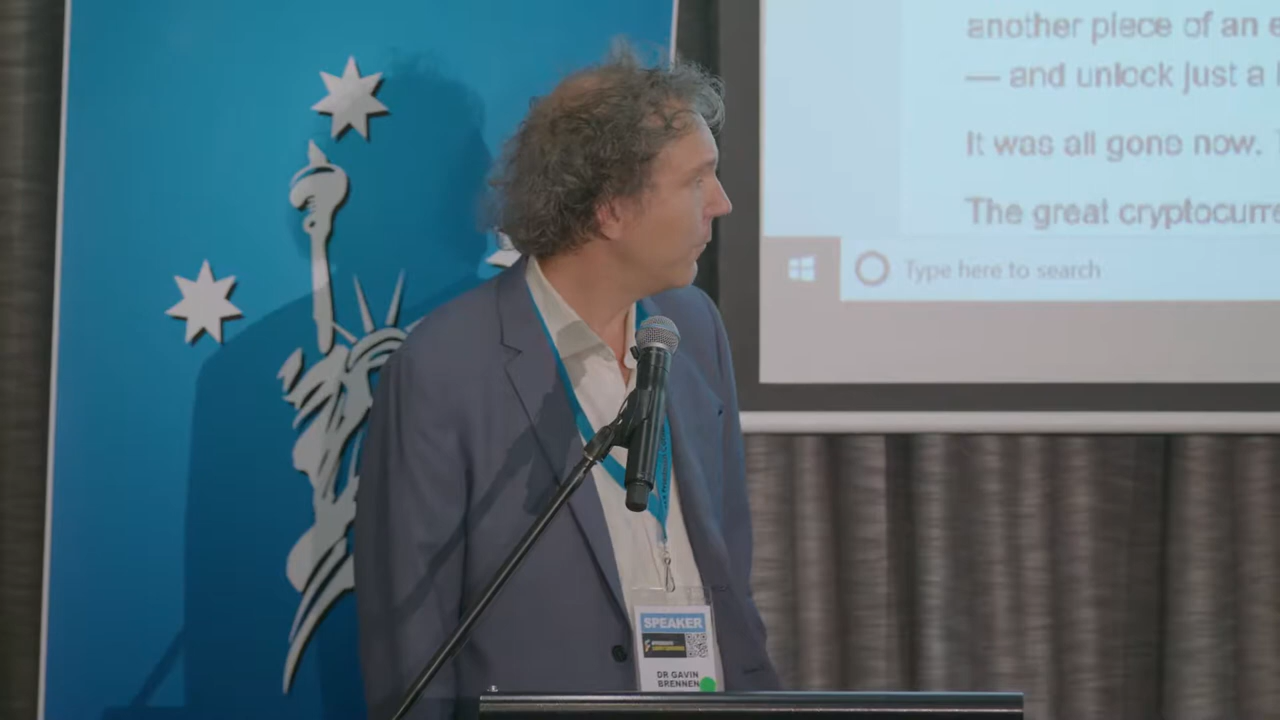 another piece of an
— and unlock just a
It was all gone now.
The great
Type here to search
SPEAKER
DR GAVIN
BRENNEN